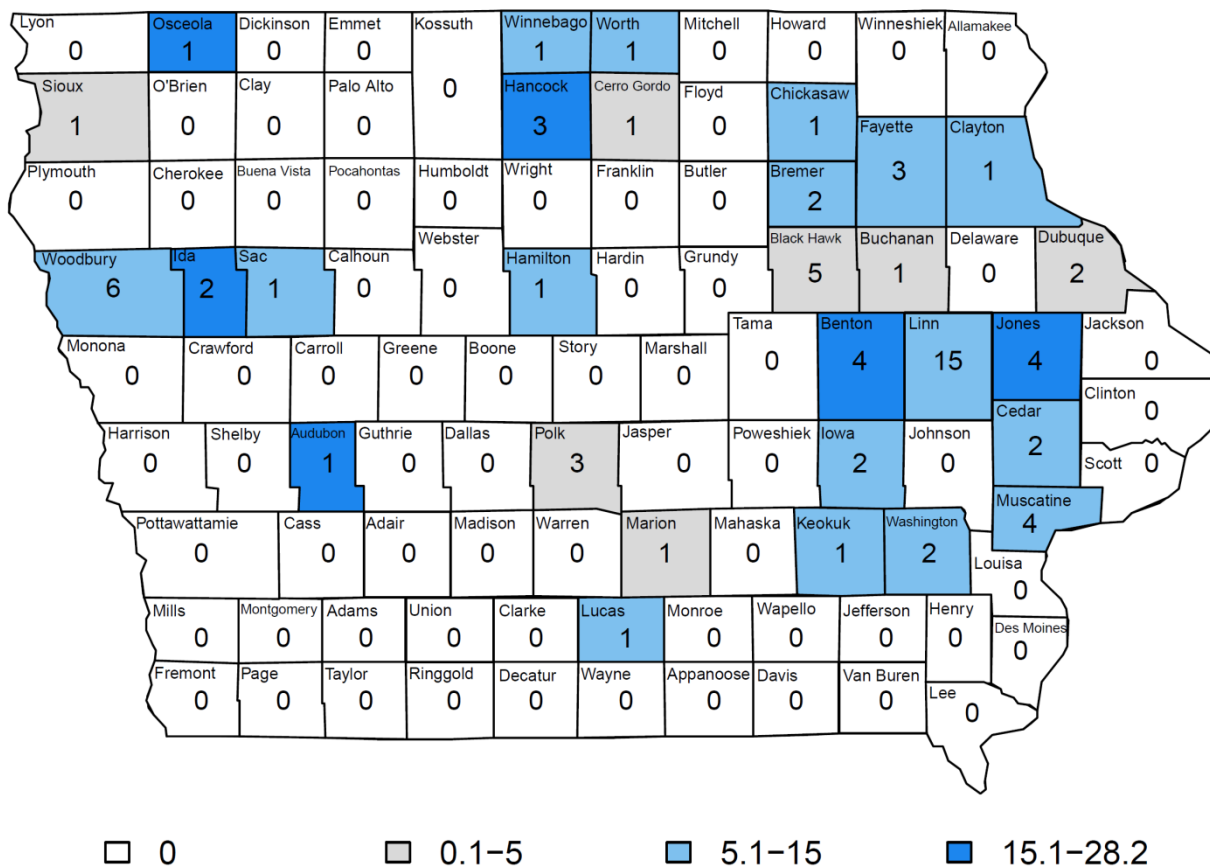 Lyon Osceola Dickinson Emmet Kossuth Winnebago Worth Mitchell Howard Winneshiek Allamakee
0 1 0 0 0 1 1 0 0 0 0
Sioux O'Brien Clay Palo Alto Hancock Cerro Gordo Floyd Chickasaw Fayette Clayton
1 0 0 0 3 1 0 1 3 1
Plymouth Cherokee Buena Vista Pocahontas Humboldt Wright Franklin Butler Bremer
0 0 0 0 0 0 0 0 2
Woodbury Ida Sac Calhoun Webster Hamilton Hardin Grundy Black Hawk Buchanan Delaware Dubuque
6 2 1 0 0 1 0 0 5 1 0 2
Monona Crawford Carroll Greene Boone Story Marshall Tama Benton Linn Jones Jackson
0 0 0 0 0 0 0 0 4 15 4 0
Clinton
0
Harrison Shelby Audubon Guthrie Dallas Polk Jasper Poweshiek Iowa Johnson Cedar Scott
0 0 1 0 0 3 0 0 2 0 2 0
Pottawattamie Cass Adair Madison Warren Marion Mahaska Keokuk Washington Muscatine
0 0 0 0 0 1 0 1 2 4
Louisa
0
Mills Montgomery Adams Union Clarke Lucas Monroe Wapello Jefferson Henry Des Moines
0 0 0 0 0 1 0 0 0 0 0
Fremont Page Taylor Ringgold Decatur Wayne Appanoose Davis Van Buren Lee
0 0 0 0 0 0 0 0 0 0
0 0.1−5 5.1−15 15.1−28.2